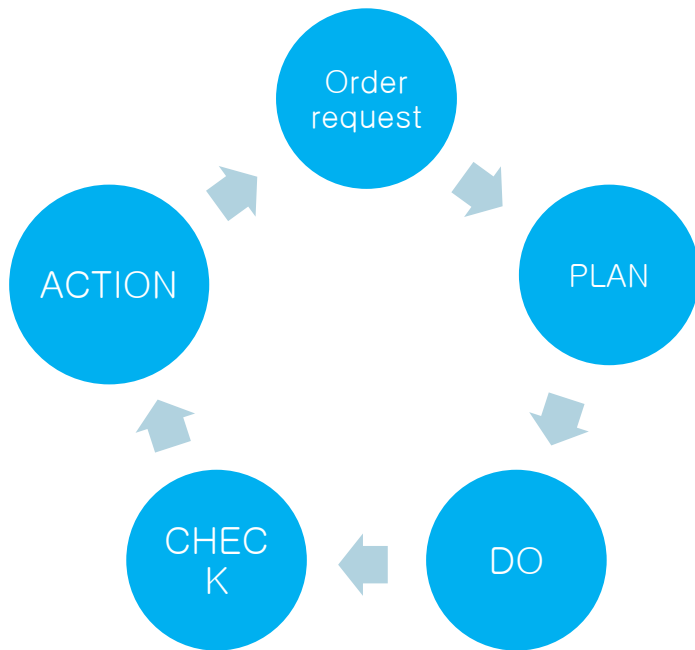 Order
request
PLAN
DO
CHEC
K
ACTION